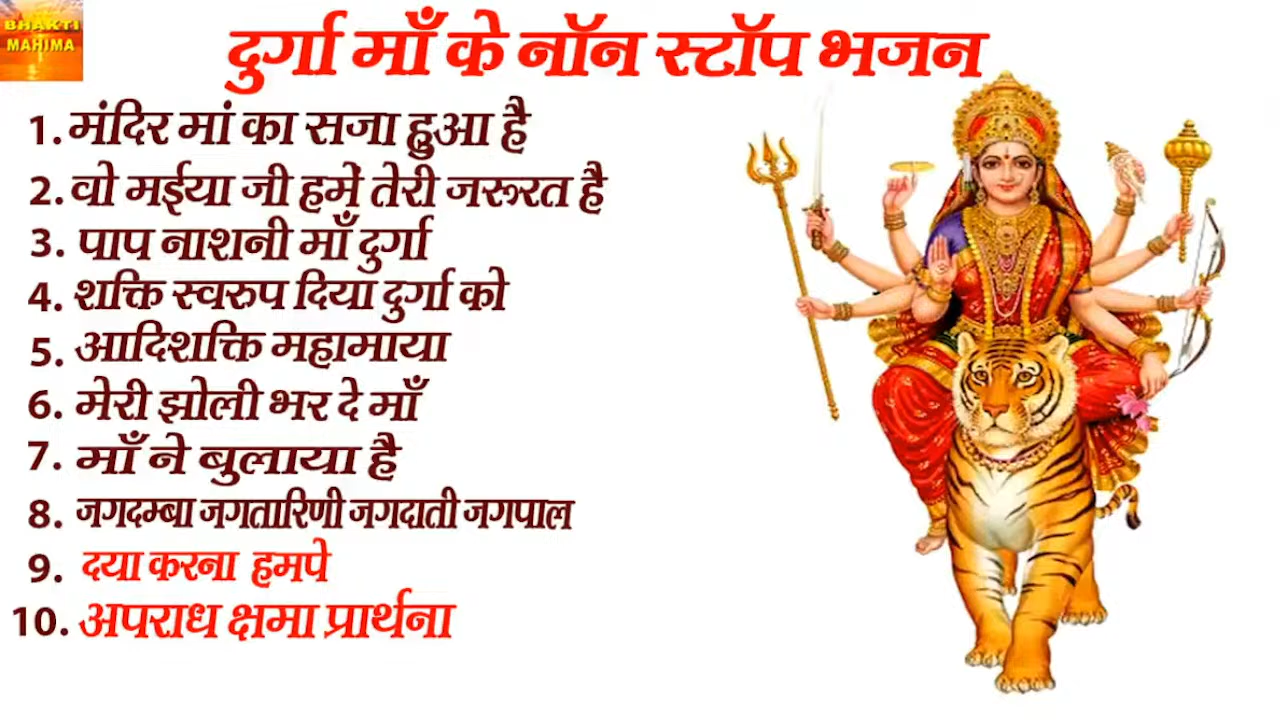 BHAKTI
MAHIMA
दुर्गा माँ के नॉन स्टॉप भजन
1. मंदिर मां का सजा हुआ है
2. वो मईया जी हमें तेरी जरूरत है
3. पाप नाशनी माँ दुर्गा
4. शक्ति स्वरुप दिया दुर्गा को
5. आदिशक्ति महामाया
6. मेरी झोली भर दे माँ
7. माँ ने बुलाया है
8. जगदम्बा जगतारिणी जगदाती जगपाल
9. दया करना हमपे
10. अपराध क्षमा प्रार्थना